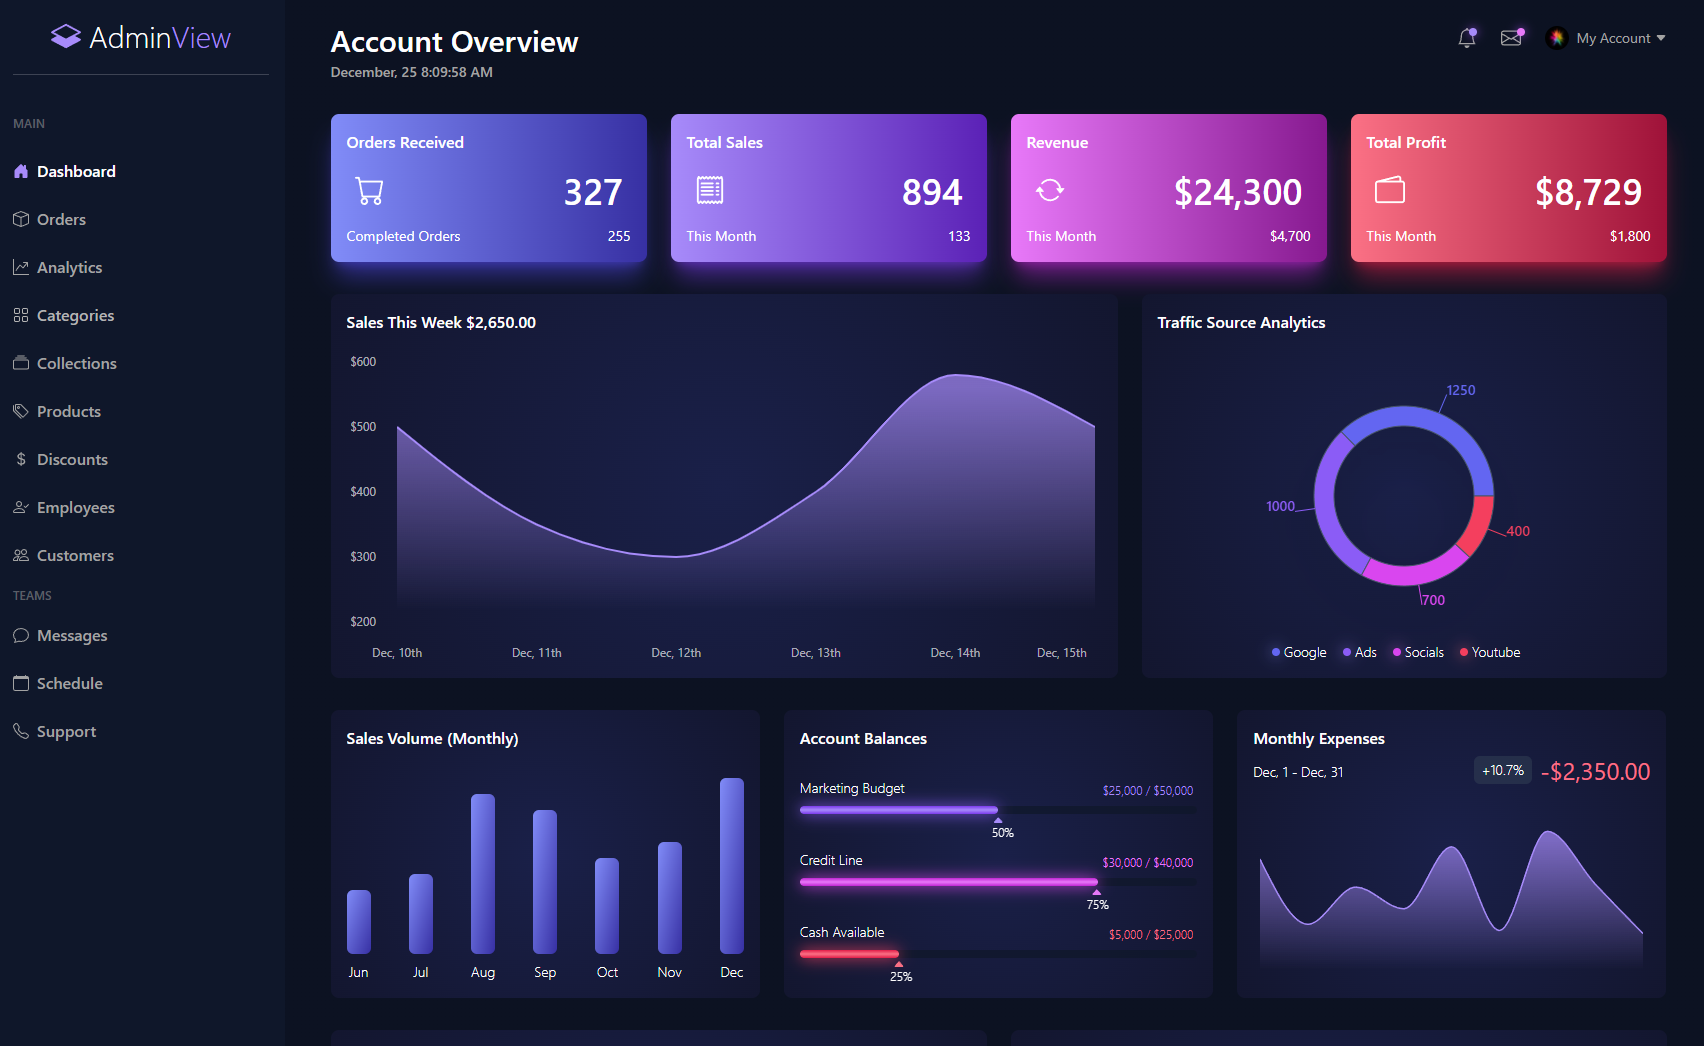 AdminView
MAIN
Dashboard
Orders
Analytics
Categories
Collections
Products
$ Discounts
Employees
Customers
TEAMS
Messages
Schedule
Support
Account Overview
December, 25 8:09:58 AM
My Account
Orders Received
327
Completed Orders 255
Total Sales
894
This Month 133
Revenue
$24,300
This Month $4,700
Total Profit
$8,729
This Month $1,800
Sales This Week $2,650.00
$600
$500
$400
$300
$200
Dec, 10th Dec, 11th Dec, 12th Dec, 13th Dec, 14th Dec, 15th
Traffic Source Analytics
1250
1000
400
700
Google Ads Socials Youtube
Sales Volume (Monthly)
Jun Jul Aug Sep Oct Nov Dec
Account Balances
Marketing Budget $25,000 / $50,000
50%
Credit Line $30,000 / $40,000
75%
Cash Available $5,000 / $25,000
25%
Monthly Expenses
Dec, 1 - Dec, 31 +10.7% -$2,350.00